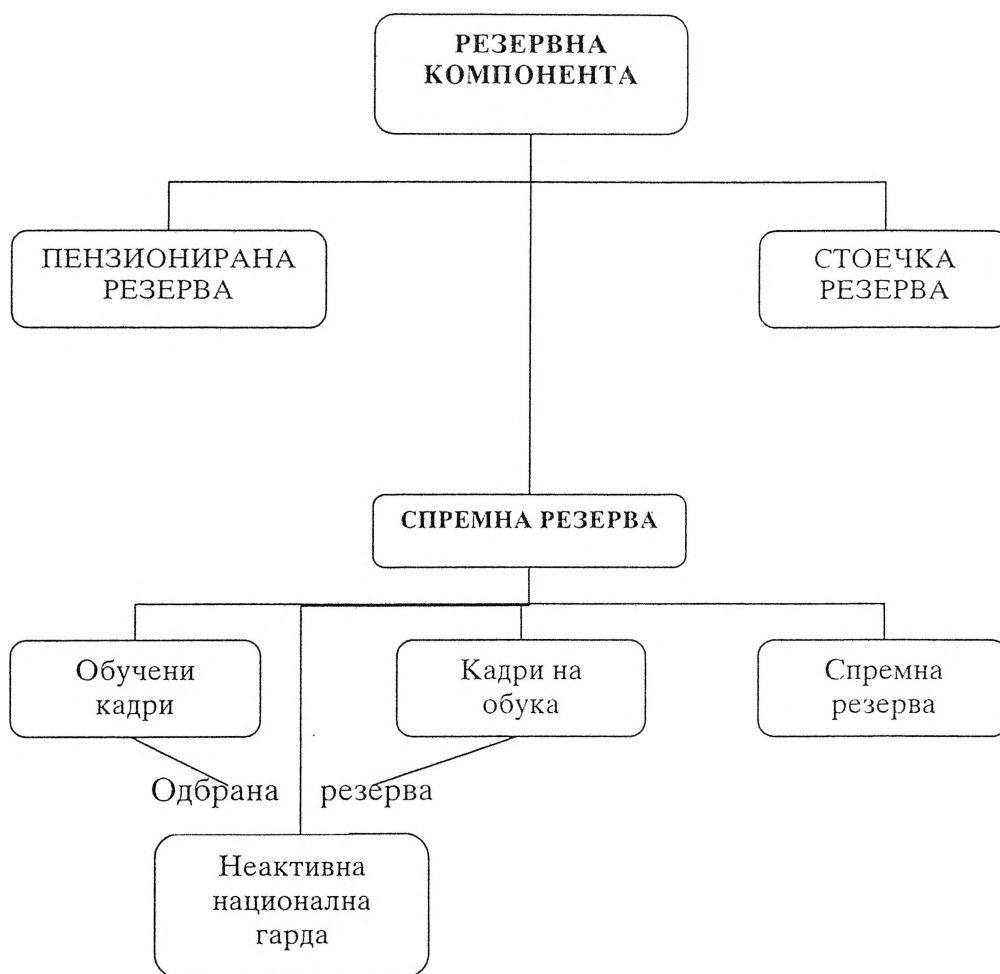 РЕЗЕРВНА
КОМПОНЕНТА
ПЕНЗИОНИРАНА
РЕЗЕРВА
СТОЕЧКА
РЕЗЕРВА
СПРЕМНА РЕЗЕРВА
Обучени
кадри
Кадри на
обука
Спремна
резерва
Одбрана резерва
Неактивна
национална
гарда